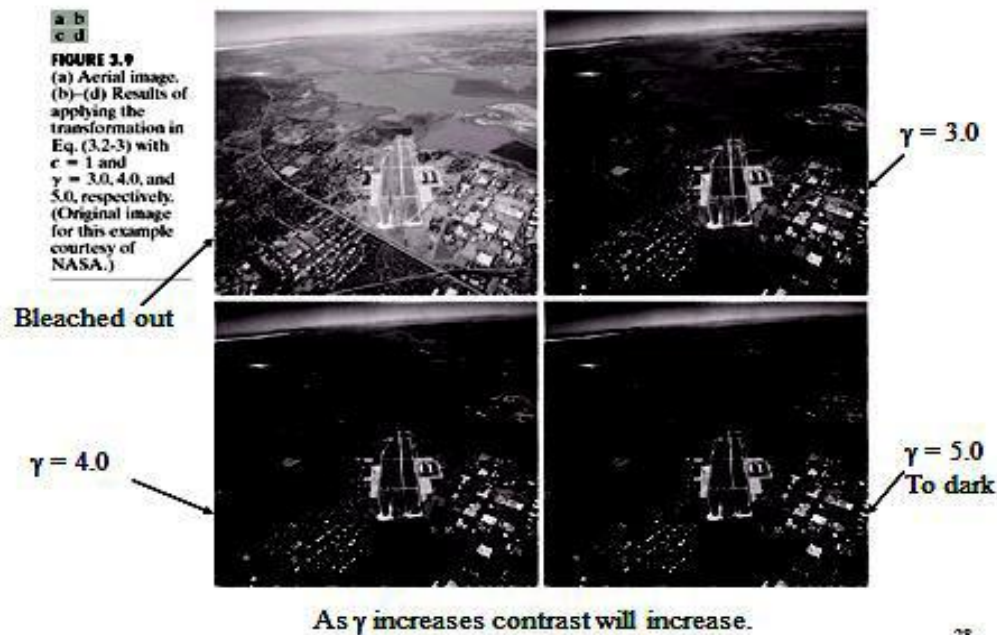 a b
c d
FIGURE 3.9
(a) Aerial image.
(b)–(d) Results of
applying the
transformation in
Eq. (3.2-3) with
c = 1 and
γ = 3.0, 4.0, and
5.0, respectively.
(Original image
for this example
courtesy of
NASA.)
Bleached out
γ = 3.0
γ = 4.0
γ = 5.0
To dark
As γ increases contrast will increase.